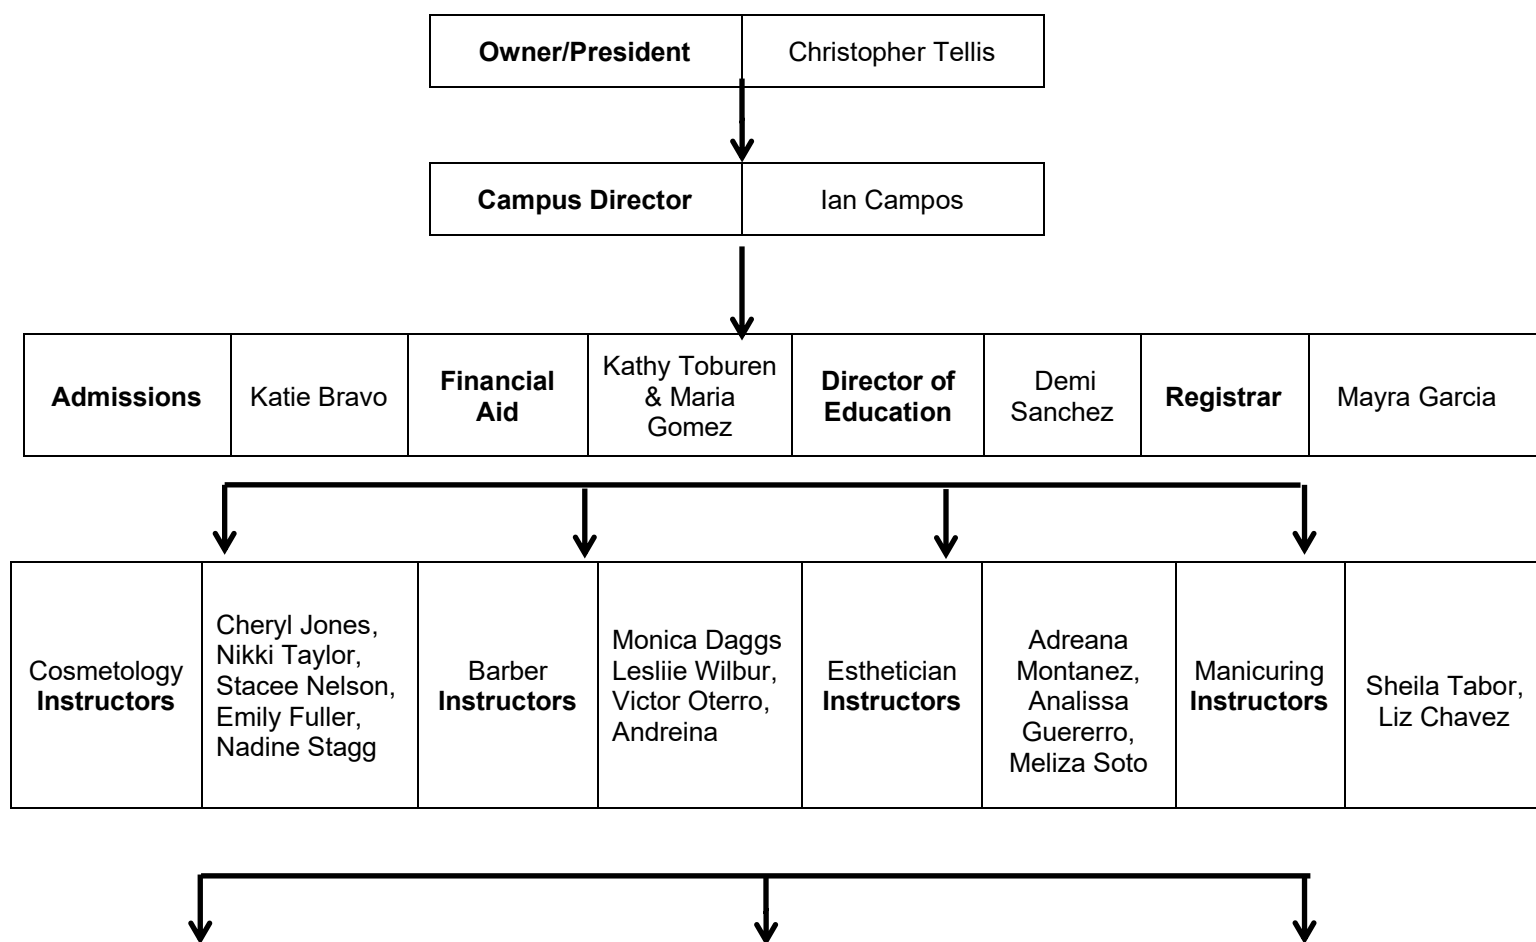 Owner/President
Christopher Tellis
Campus Director
Ian Campos
Admissions
Katie Bravo
Financial
Aid
Kathy Toburen
& Maria
Gomez
Director of
Education
Demi
Sanchez
Registrar
Mayra Garcia
Cosmetology
Instructors
Cheryl Jones,
Nikki Taylor,
Stacee Nelson,
Emily Fuller,
Nadine Stagg
Barber
Instructors
Monica Daggs
Lesliie Wilbur,
Victor Oterro,
Andreina
Esthetician
Instructors
Adreana
Montanez,
Analissa
Guererro,
Meliza Soto
Manicuring
Instructors
Sheila Tabor,
Liz Chavez